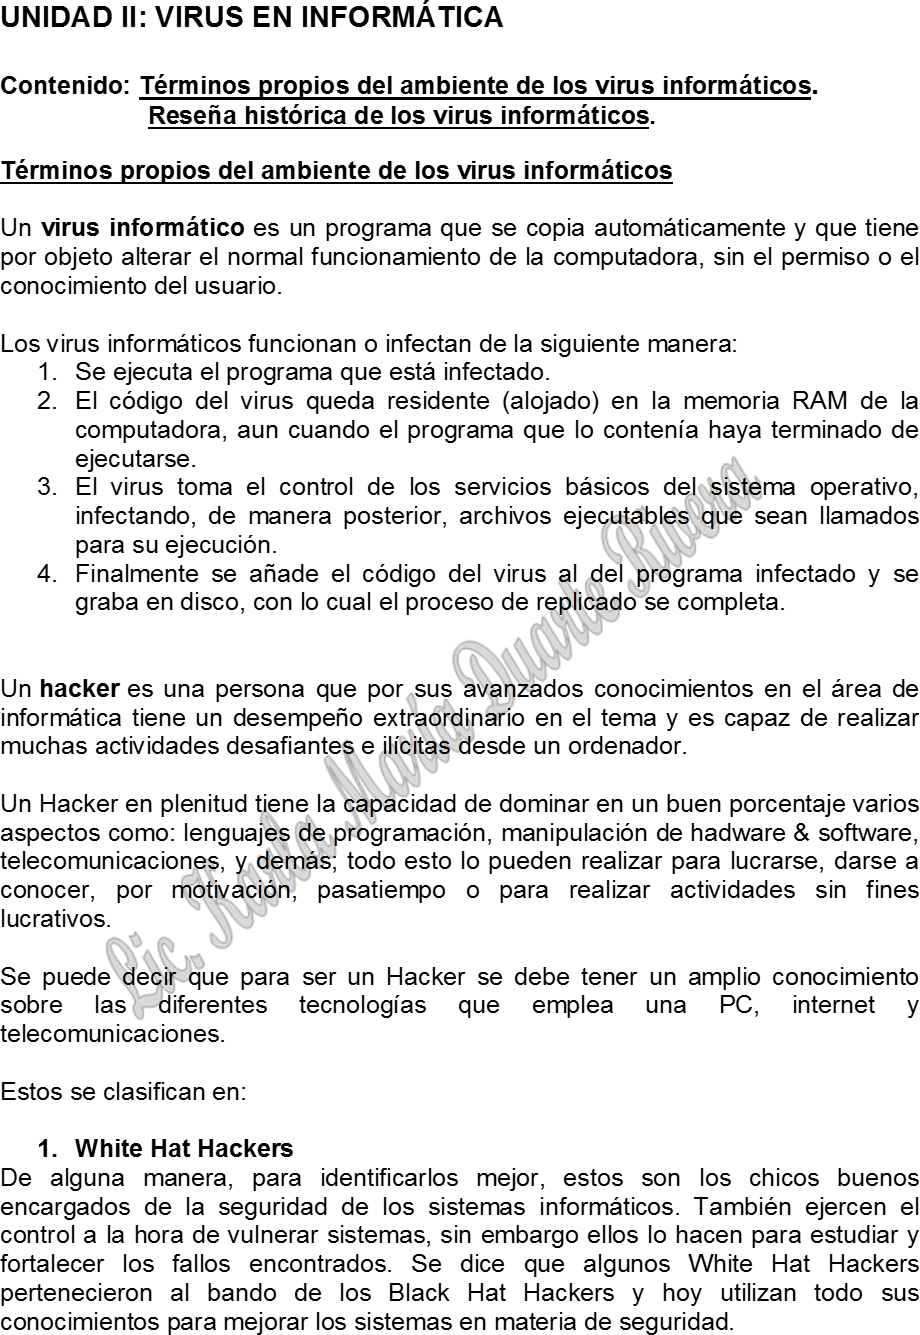 UNIDAD II: VIRUS EN INFORMÁTICA
Contenido: Términos propios del ambiente de los virus informáticos.
Reseña histórica de los virus informáticos.
Términos propios del ambiente de los virus informáticos
Un virus informático es un programa que se copia automáticamente y que tiene
por objeto alterar el normal funcionamiento de la computadora, sin el permiso o el
conocimiento del usuario.
Los virus informáticos funcionan o infectan de la siguiente manera:
1. Se ejecuta el programa que está infectado.
2. El código del virus queda residente (alojado) en la memoria RAM de la
computadora, aun cuando el programa que lo contenía haya terminado de
ejecutarse.
3. El virus toma el control de los servicios básicos del sistema operativo,
infectando, de manera posterior, archivos ejecutables que sean llamados
para su ejecución.
4. Finalmente se añade el código del virus al del programa infectado y se
graba en disco, con lo cual el proceso de replicado se completa.
Un hacker es una persona que por sus avanzados conocimientos en el área de
informática tiene un desempeño extraordinario en el tema y es capaz de realizar
muchas actividades desafiantes e ilícitas desde un ordenador.
Un Hacker en plenitud tiene la capacidad de dominar en un buen porcentaje varios
aspectos como: lenguajes de programación, manipulación de hadware & software,
telecomunicaciones, y demás; todo esto lo pueden realizar para lucrarse, darse a
conocer, por motivación, pasatiempo o para realizar actividades sin fines
lucrativos.
Se puede decir que para ser un Hacker se debe tener un amplio conocimiento
sobre las diferentes tecnologías que emplea una PC, internet y
telecomunicaciones.
Estos se clasifican en:
1. White Hat Hackers
De alguna manera, para identificarlos mejor, estos son los chicos buenos
encargados de la seguridad de los sistemas informáticos. También ejercen el
control a la hora de vulnerar sistemas, sin embargo ellos lo hacen para estudiar y
fortalecer los fallos encontrados. Se dice que algunos White Hat Hackers
pertenecieron al bando de los Black Hat Hackers y hoy utilizan todo sus
conocimientos para mejorar los sistemas en materia de seguridad.
Lic. Karla María Duarte Rivera